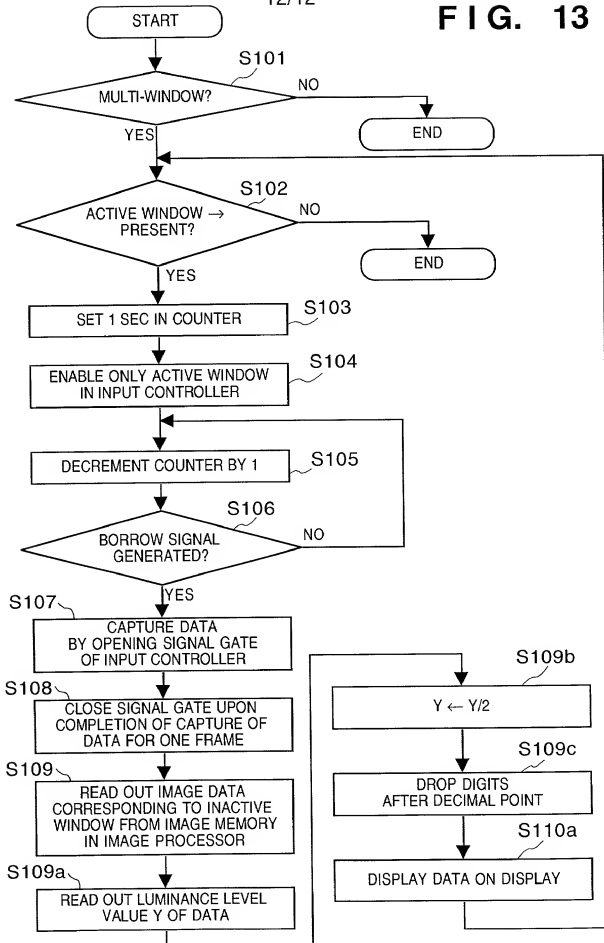 12/12
FIG. 13
START
S101
MULTI-WINDOW?
NO
END
YES
S102
ACTIVE WINDOW →
PRESENT?
NO
END
YES
S103
SET 1 SEC IN COUNTER
S104
ENABLE ONLY ACTIVE WINDOW
IN INPUT CONTROLLER
S105
DECREMENT COUNTER BY 1
S106
BORROW SIGNAL
GENERATED?
NO
YES
S107
CAPTURE DATA
BY OPENING SIGNAL GATE
OF INPUT CONTROLLER
S108
CLOSE SIGNAL GATE UPON
COMPLETION OF CAPTURE OF
DATA FOR ONE FRAME
S109
READ OUT IMAGE DATA
CORRESPONDING TO INACTIVE
WINDOW FROM IMAGE MEMORY
IN IMAGE PROCESSOR
S109a
READ OUT LUMINANCE LEVEL
VALUE Y OF DATA
S109b
Y ← Y/2
S109c
DROP DIGITS
AFTER DECIMAL POINT
S110a
DISPLAY DATA ON DISPLAY